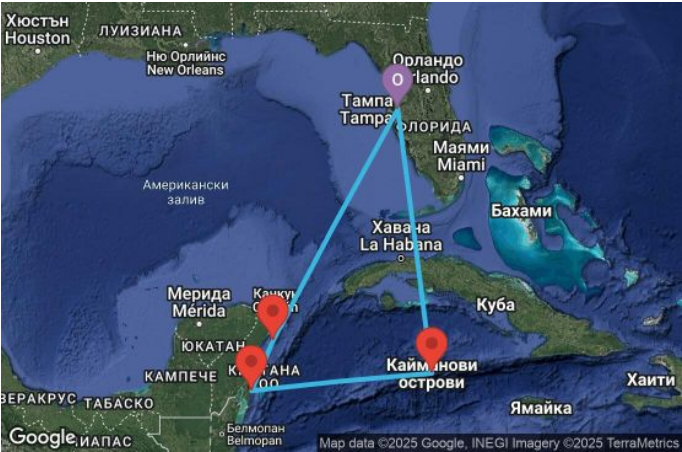 Хюстън
Houston
ЛУИЗИАНА
Ню Орлийнс
New Orleans
Орландо
Orlando
O
Тампа
Tampa
ФЛОРИДА
Маями
Miami
Американски
залив
Бахами
Хавана
La Habana
Мерида
Mérida
Куба
ЮКАТАН
КАМПЕЧЕ
Кайманови
острови
Хаити
ТАБАСКО
Ямайка
Белмопан
Belmopan
Google
Map data ©2025 Google, INEGI Imagery ©2025 TerraMetrics